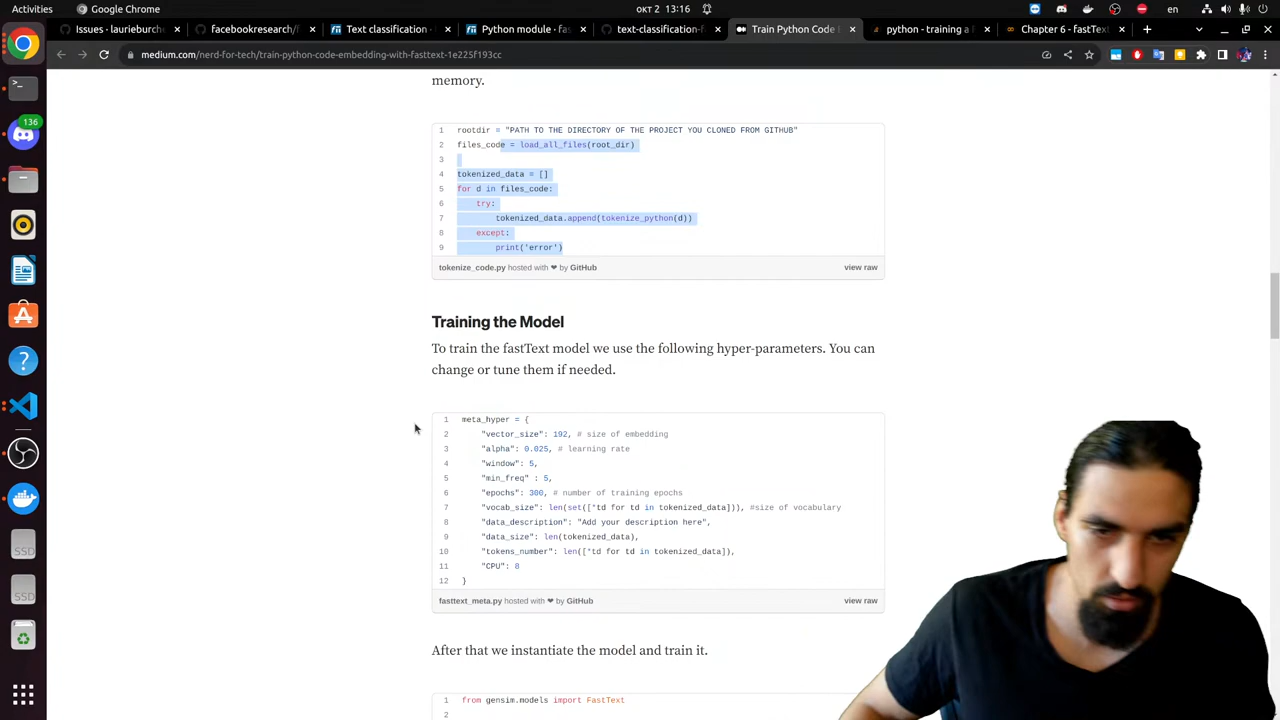 Activities
Google Chrome
окт 2 13:16
en
Issues - laurieburch
facebookresearch/
Text classification
Python module · fas
text-classification-f
Train Python Code E
python - training a
Chapter 6 - fastText
medium.com/nerd-for-tech/train-python-code-embedding-with-fasttext-1e225f193cc
136
memory.
1 rootdir = "PATH TO THE DIRECTORY OF THE PROJECT YOU CLONED FROM GITHUB"
2 files_code = load_all_files(root_dir)
3
4 tokenized_data = []
5 for d in files_code:
6 try:
7 tokenized_data.append(tokenize_python(d))
8 except:
9 print('error')
tokenize_code.py hosted with ❤ by GitHub
view raw
Training the Model
To train the fastText model we use the following hyper-parameters. You can
change or tune them if needed.
1 meta_hyper = {
2 "vector_size": 192, # size of embedding
3 "alpha": 0.025, # learning rate
4 "window": 5,
5 "min_freq" : 5,
6 "epochs": 300, # number of training epochs
7 "vocab_size": len(set([*td for td in tokenized_data])), #size of vocabulary
8 "data_description": "Add your description here",
9 "data_size": len(tokenized_data),
10 "tokens_number": len([*td for td in tokenized_data]),
11 "CPU": 8
12 }
fasttext_meta.py hosted with ❤ by GitHub
view raw
After that we instantiate the model and train it.
1 from gensim.models import FastText
2
SSD
SSD